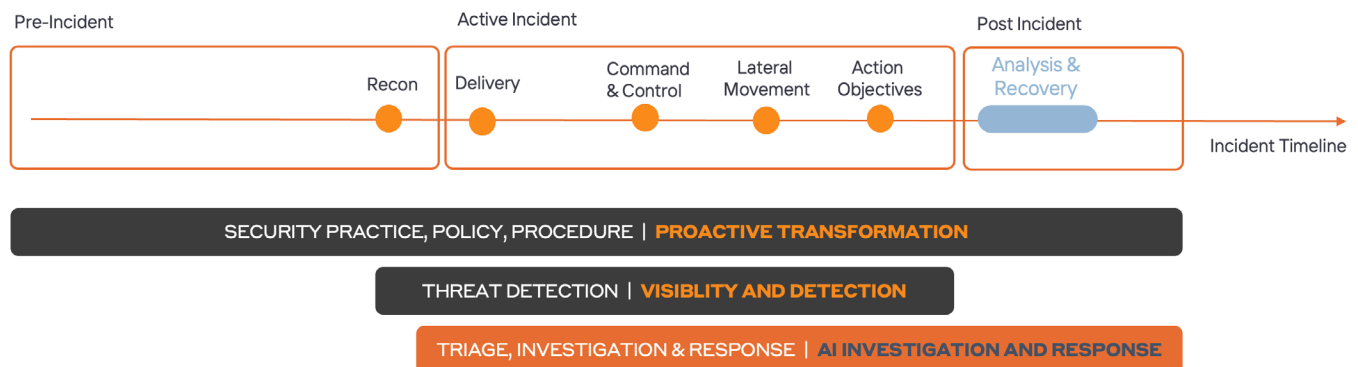 Pre-Incident
Active Incident
Post Incident
Recon
Delivery
Command
& Control
Lateral
Movement
Action
Objectives
Analysis &
Recovery
Incident Timeline
SECURITY PRACTICE, POLICY, PROCEDURE | PROACTIVE TRANSFORMATION
THREAT DETECTION | VISIBLITY AND DETECTION
TRIAGE, INVESTIGATION & RESPONSE | AI INVESTIGATION AND RESPONSE